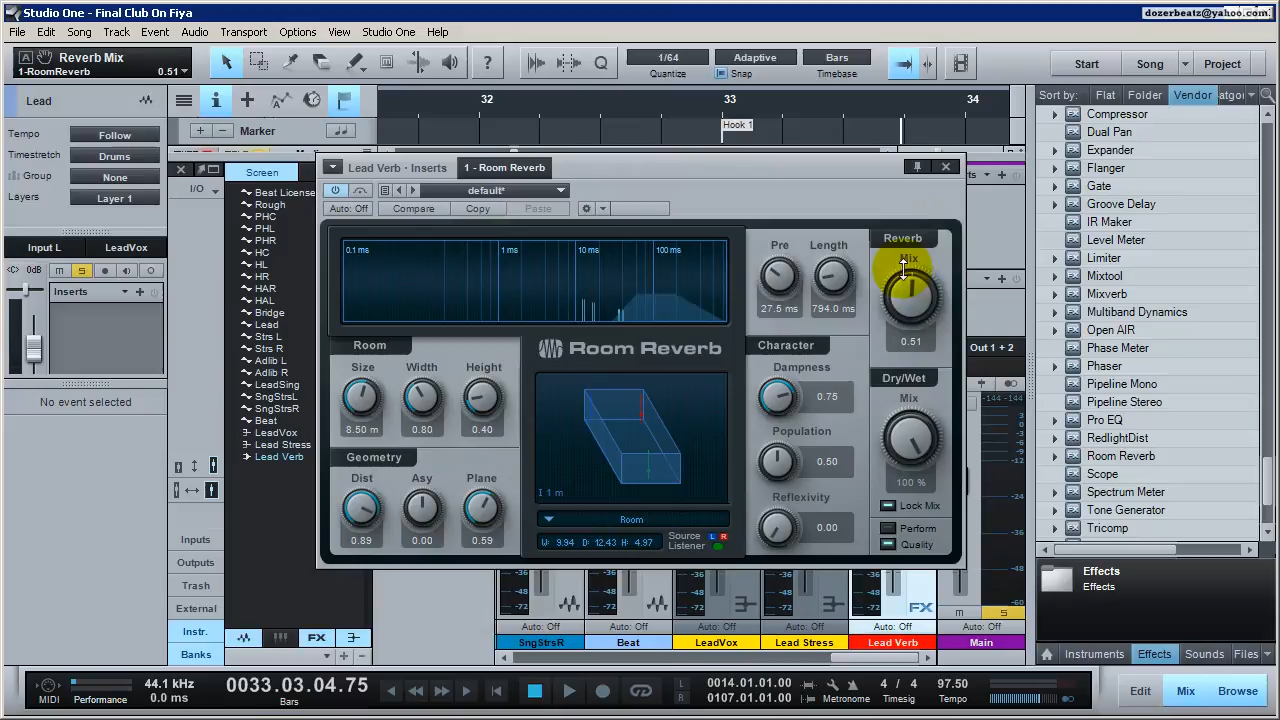 Studio One - Final Club On Fiya
dozerbeatz@yahoo.com
File Edit Song Track Event Audio Transport Options View Studio One Help
Reverb Mix
1-RoomReverb 0.51
1/64 Adaptive Bars
Quantize Snap Timebase
Start Song Project
Lead
Tempo Follow
Timestretch Drums
Group None
Layers Layer 1
32 33 34
Marker
Hook 1
Input L LeadVox
M S
Inserts
No event selected
I/O
Screen
Beat License
Rough
PHC
PHL
PHR
HC
HL
HR
HAR
HAL
Bridge
Lead
Strs L
Strs R
Adlib L
Adlib R
LeadSing
SngStrsL
SngStrsR
Beat
LeadVox
Lead Stress
Lead Verb
Inputs
Outputs
Trash
External
Instr.
Banks
FX
Lead Verb - Inserts 1 - Room Reverb
default*
Auto: Off Compare Copy Paste
0.1 ms 1 ms 10 ms 100 ms
Pre Length
27.5 ms 794.0 ms
Reverb
Mix
0.51
Room
Size Width Height
8.50 m 0.80 0.40
Geometry
Dist Asy Plane
0.89 0.00 0.59
Room Reverb
1 m
Room
W: 9.94 D: 12.43 H: 4.97
Source L R
Listener
Character
Dampness
0.75
Population
0.50
Reflexivity
0.00
Dry/Wet
Mix
100 %
Lock Mix
Perform
Quality
Out 1 + 2
-144 -144
-72 -72 -72 -72 -72
FX
M S
Auto: Off Auto: Off Auto: Off Auto: Off Auto: Off Auto: Off
SngStrsR Beat LeadVox Lead Stress Lead Verb Main
Sort by: Flat Folder Vendor
Compressor
Dual Pan
Expander
Flanger
Gate
Groove Delay
IR Maker
Level Meter
Limiter
Mixtool
Mixverb
Multiband Dynamics
Open AIR
Phase Meter
Phaser
Pipeline Mono
Pipeline Stereo
Pro EQ
RedlightDist
Room Reverb
Scope
Spectrum Meter
Tone Generator
Tricomp
Effects
Effects
Instruments Effects Sounds Files
MIDI
44.1 kHz
Performance 0.0 ms
0033.03.04.75
Bars
L 0014.01.01.00
R 0107.01.01.00
Metronome
4 / 4
Timesig
97.50
Tempo
Edit Mix Browse